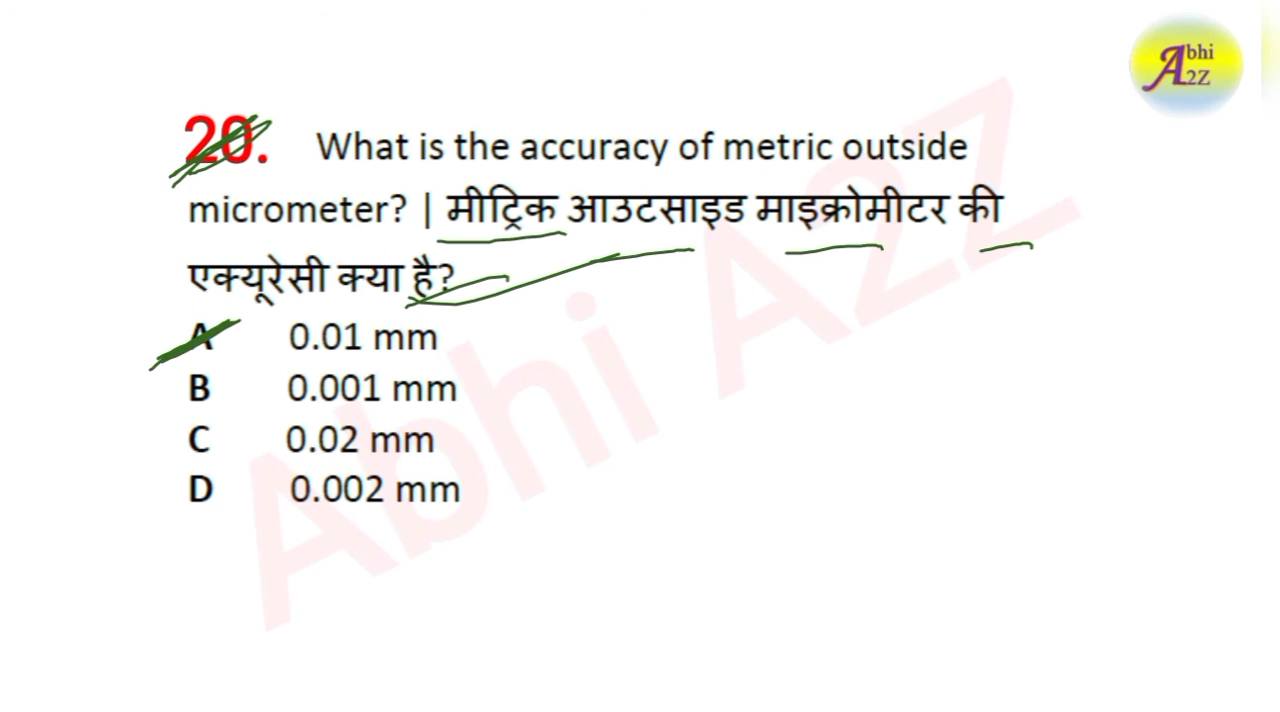 Abhi
A2Z
20. What is the accuracy of metric outside
micrometer? | मीट्रिक आउटसाइड माइक्रोमीटर की
एक्यूरेसी क्या है?
A 0.01 mm
B 0.001 mm
C 0.02 mm
D 0.002 mm
Abhi A2Z